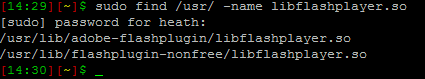 [14:29][~]$ sudo find /usr/ -name libflashplayer.so
[sudo] password for heath:
/usr/lib/adobe-flashplugin/libflashplayer.so
/usr/lib/flashplugin-nonfree/libflashplayer.so
[14:30][~]$ _